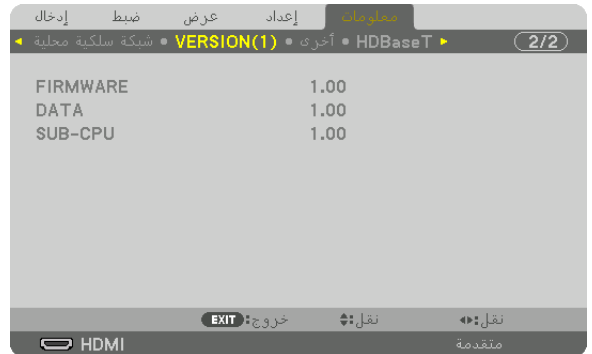 إدخال ضبط عرض إعداد معلومات
شبكة سلكية محلية • VERSION(1) • أخرى • HDBaseT 2/2
FIRMWARE 1.00
DATA 1.00
SUB-CPU 1.00
EXIT:خروج نقل: نقل:
HDMI متقدمة